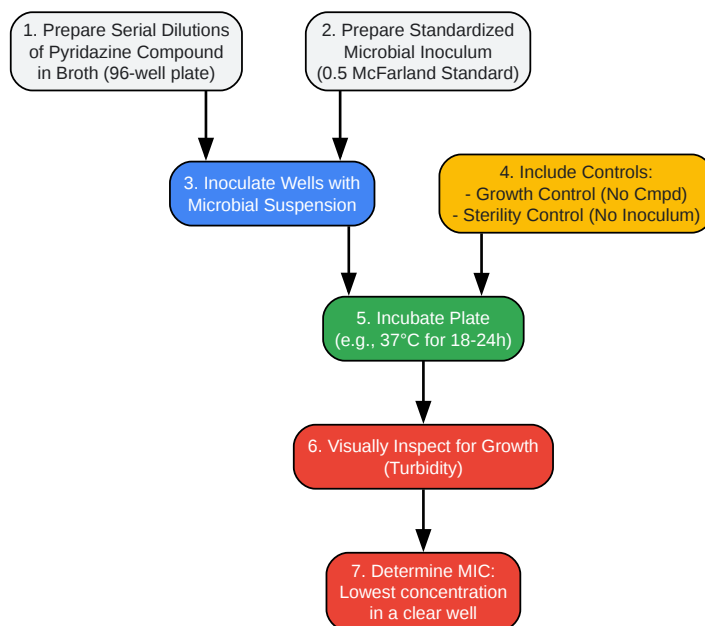 1. Prepare Serial Dilutions
of Pyridazine Compound
in Broth (96-well plate)
2. Prepare Standardized
Microbial Inoculum
(0.5 McFarland Standard)
3. Inoculate Wells with
Microbial Suspension
4. Include Controls:
- Growth Control (No Cmpd)
- Sterility Control (No Inoculum)
5. Incubate Plate
(e.g., 37°C for 18-24h)
6. Visually Inspect for Growth
(Turbidity)
7. Determine MIC:
Lowest concentration
in a clear well